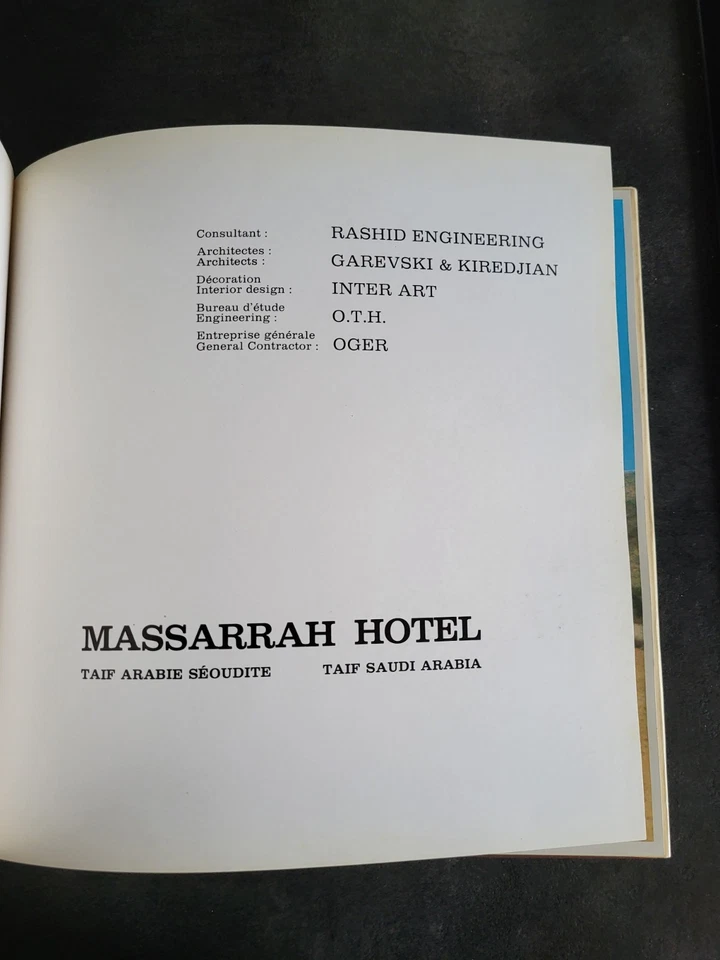 Consultant : RASHID ENGINEERING
Architectes :
Architects : GAREVSKI & KIREDJIAN
Décoration
Interior design : INTER ART
Bureau d'étude
Engineering : O.T.H.
Entreprise générale
General Contractor : OGER
MASSARRAH HOTEL
TAIF ARABIE SÉOUDITE TAIF SAUDI ARABIA